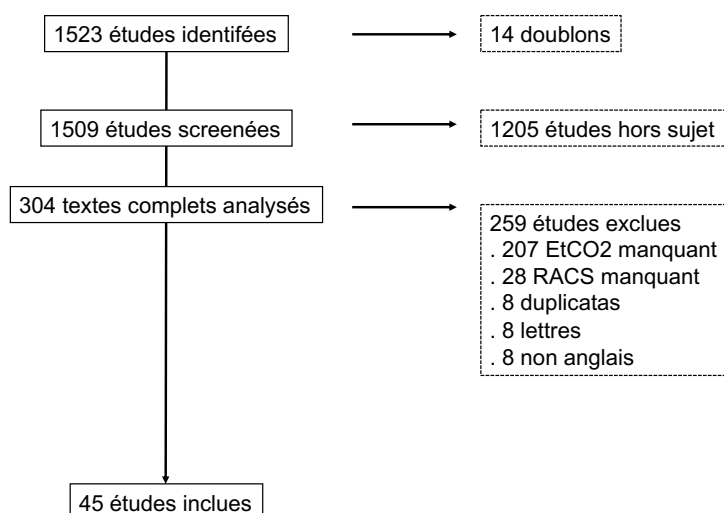 1523 études identifées
14 doublons
1509 études screenées
1205 études hors sujet
304 textes complets analysés
259 études exclues
. 207 EtCO2 manquant
. 28 RACS manquant
. 8 duplicatas
. 8 lettres
. 8 non anglais
45 études inclues